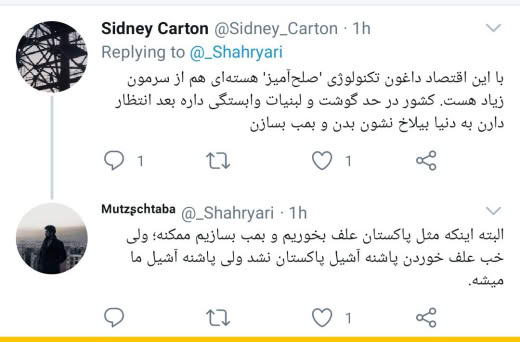 Sidney Carton @Sidney_Carton · 1h
Replying to @_Shahryari
با این اقتصاد داغون تکنولوژی 'صلح‌آمیز' هسته‌ای هم از سرمون
زیاد هست. کشور در حد گوشت و لبنیات وابستگی داره بعد انتظار
دارن به دنیا بیلاخ نشون بدن و بمب بسازن
1 1
Mutzşchtaba @_Shahryari · 1h
البته اینکه مثل پاکستان علف بخوریم و بمب بسازیم ممکنه؛ ولی
خب علف خوردن پاشنه آشیل پاکستان نشد ولی پاشنه آشیل ما
میشه.
1